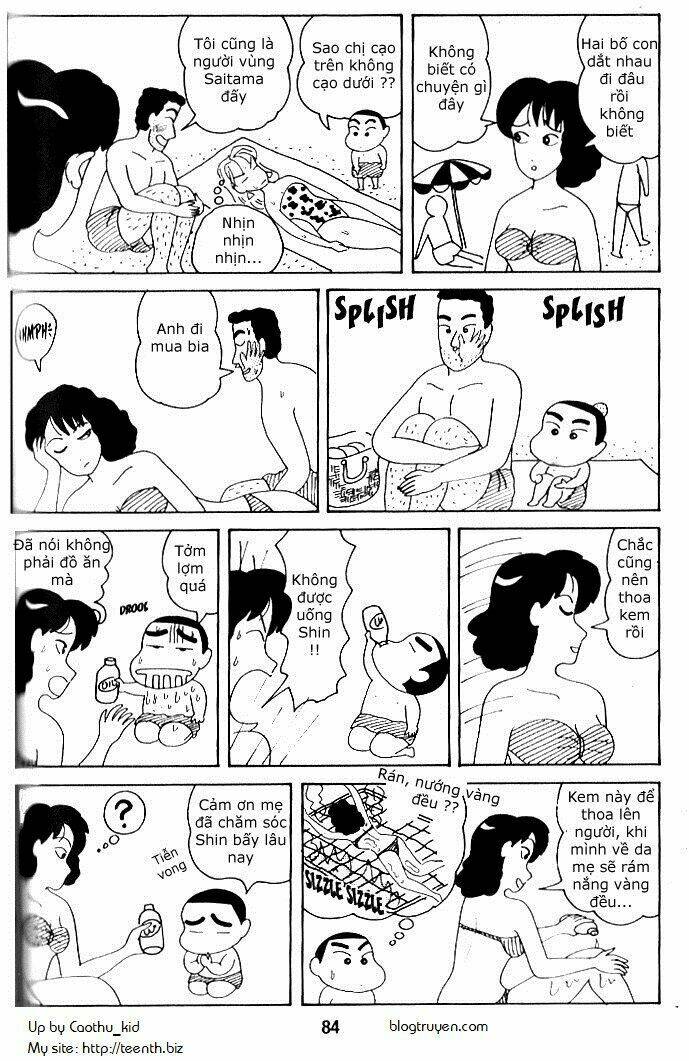 Hai bố con
dắt nhau
đi đâu
rồi
không
biết
Không
biết có
chuyện gì
đây
Sao chị cạo
trên không
cạo dưới ??
Tôi cũng là
người vùng
Saitama
đấy
Nhịn
nhịn
nhịn...
SPLISH
SPLISH
Anh đi
mua bia
HMPH
Chắc
cũng
nên
thoa
kem
rồi
Không
được
uống
Shin
!!
Tởm
lợm
quá
DROOL
OIL
Đã nói không
phải đồ ăn
mà
Kem này để
thoa lên
người, khi
mình về da
mẹ sẽ rám
nắng vàng
đều...
Rán, nướng vàng
đều ??
SIZZLE SIZZLE
Cảm ơn mẹ
đã chăm sóc
Shin bấy lâu
nay
Tiễn
vong
?
Up by Caothu_kid
84
blogtruyen.com
My site: http://teenth.biz